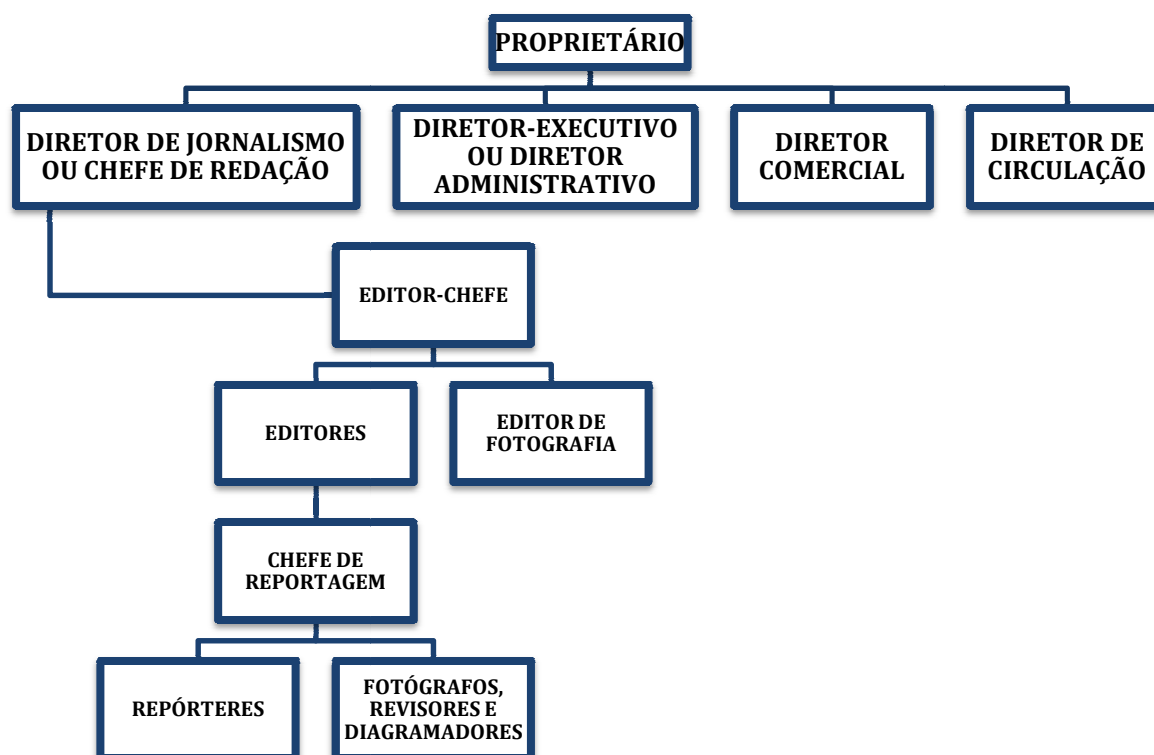 PROPRIETÁRIO
DIRETOR DE JORNALISMO
OU CHEFE DE REDAÇÃO
DIRETOR-EXECUTIVO
OU DIRETOR
ADMINISTRATIVO
DIRETOR
COMERCIAL
DIRETOR DE
CIRCULAÇÃO
EDITOR-CHEFE
EDITORES
EDITOR DE
FOTOGRAFIA
CHEFE DE
REPORTAGEM
REPÓRTERES
FOTÓGRAFOS,
REVISORES E
DIAGRAMADORES